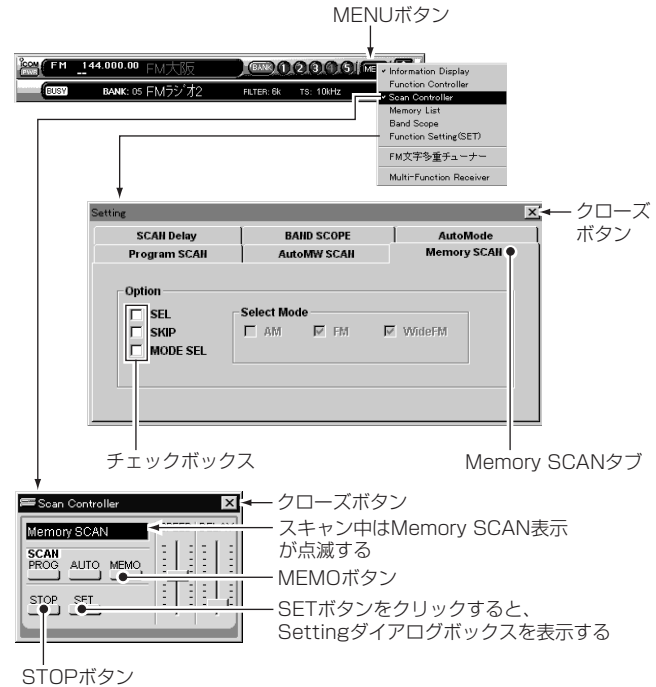 MENUボタン
ICOM FM 144.000.00 FM大阪 BANK 1 2 3 4 5
PWR
BUSY BANK: 05 FMラジオ2 FILTER: 6k TS: 10kHz
Information Display
Function Controller
Scan Controller
Memory List
Band Scope
Function Setting(SET)
FM文字多重チューナー
Multi-Function Receiver
Setting
クローズ
ボタン
SCAN Delay BAND SCOPE AutoMode
Program SCAN AutoMW SCAN Memory SCAN
Option
SEL
SKIP
MODE SEL
Select Mode
AM FM WideFM
チェックボックス
Memory SCANタブ
Scan Controller
クローズボタン
Memory SCAN
スキャン中はMemory SCAN表示
が点滅する
SCAN
PROG AUTO MEMO
MEMOボタン
STOP SET
SETボタンをクリックすると、
Settingダイアログボックスを表示する
STOPボタン